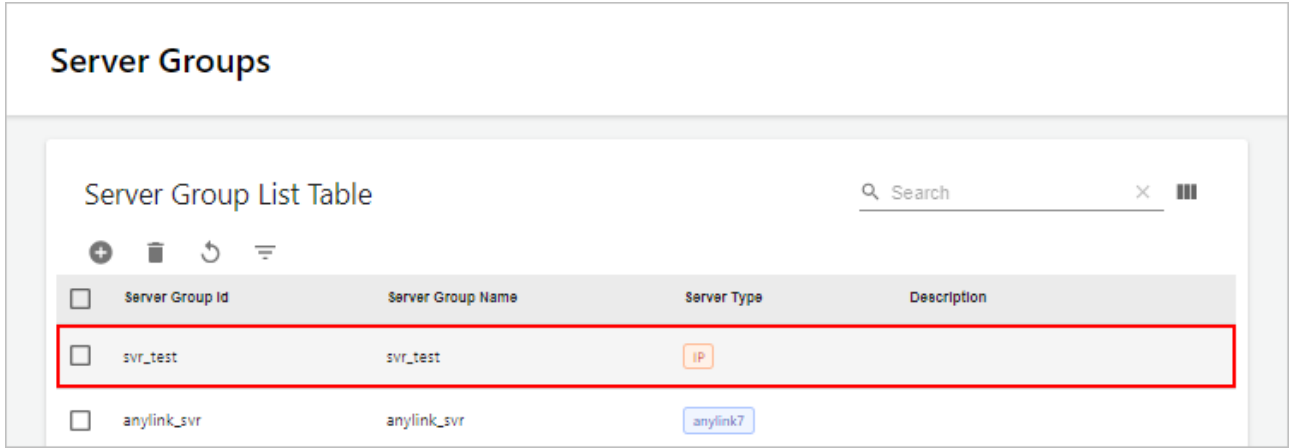 Server Groups
Server Group List Table
Search
Server Group Id Server Group Name Server Type Description
svr_test svr_test IP
anylink_svr anylink_svr anylink7